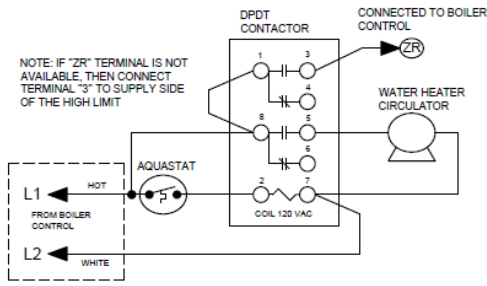 DPDT
CONTACTOR
CONNECTED TO BOILER
CONTROL
ZR
NOTE: IF "ZR" TERMINAL IS NOT
AVAILABLE, THEN CONNECT
TERMINAL "3" TO SUPPLY SIDE
OF THE HIGH LIMIT
1
3
4
WATER HEATER
CIRCULATOR
8
5
6
AQUASTAT
L1
HOT
2
7
FROM BOILER
CONTROL
COIL 120 VAC
L2
WHITE